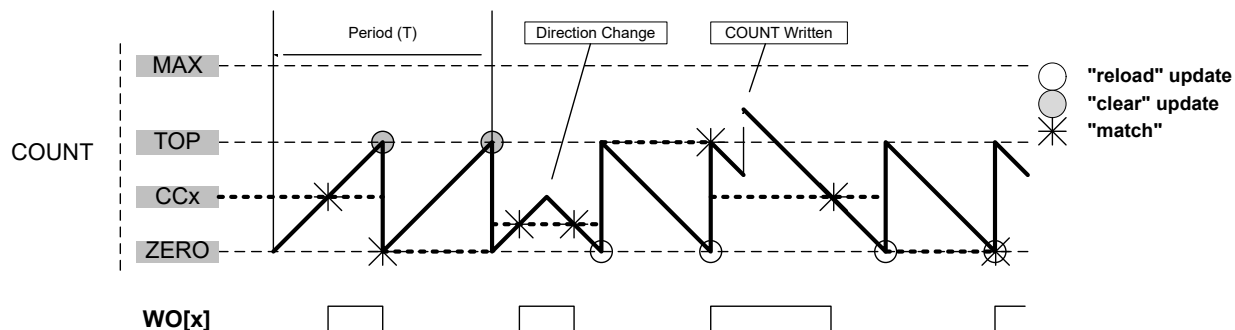 Period (T)
Direction Change
COUNT Written
MAX
"reload" update
"clear" update
"match"
TOP
COUNT
CCx
ZERO
WO[x]